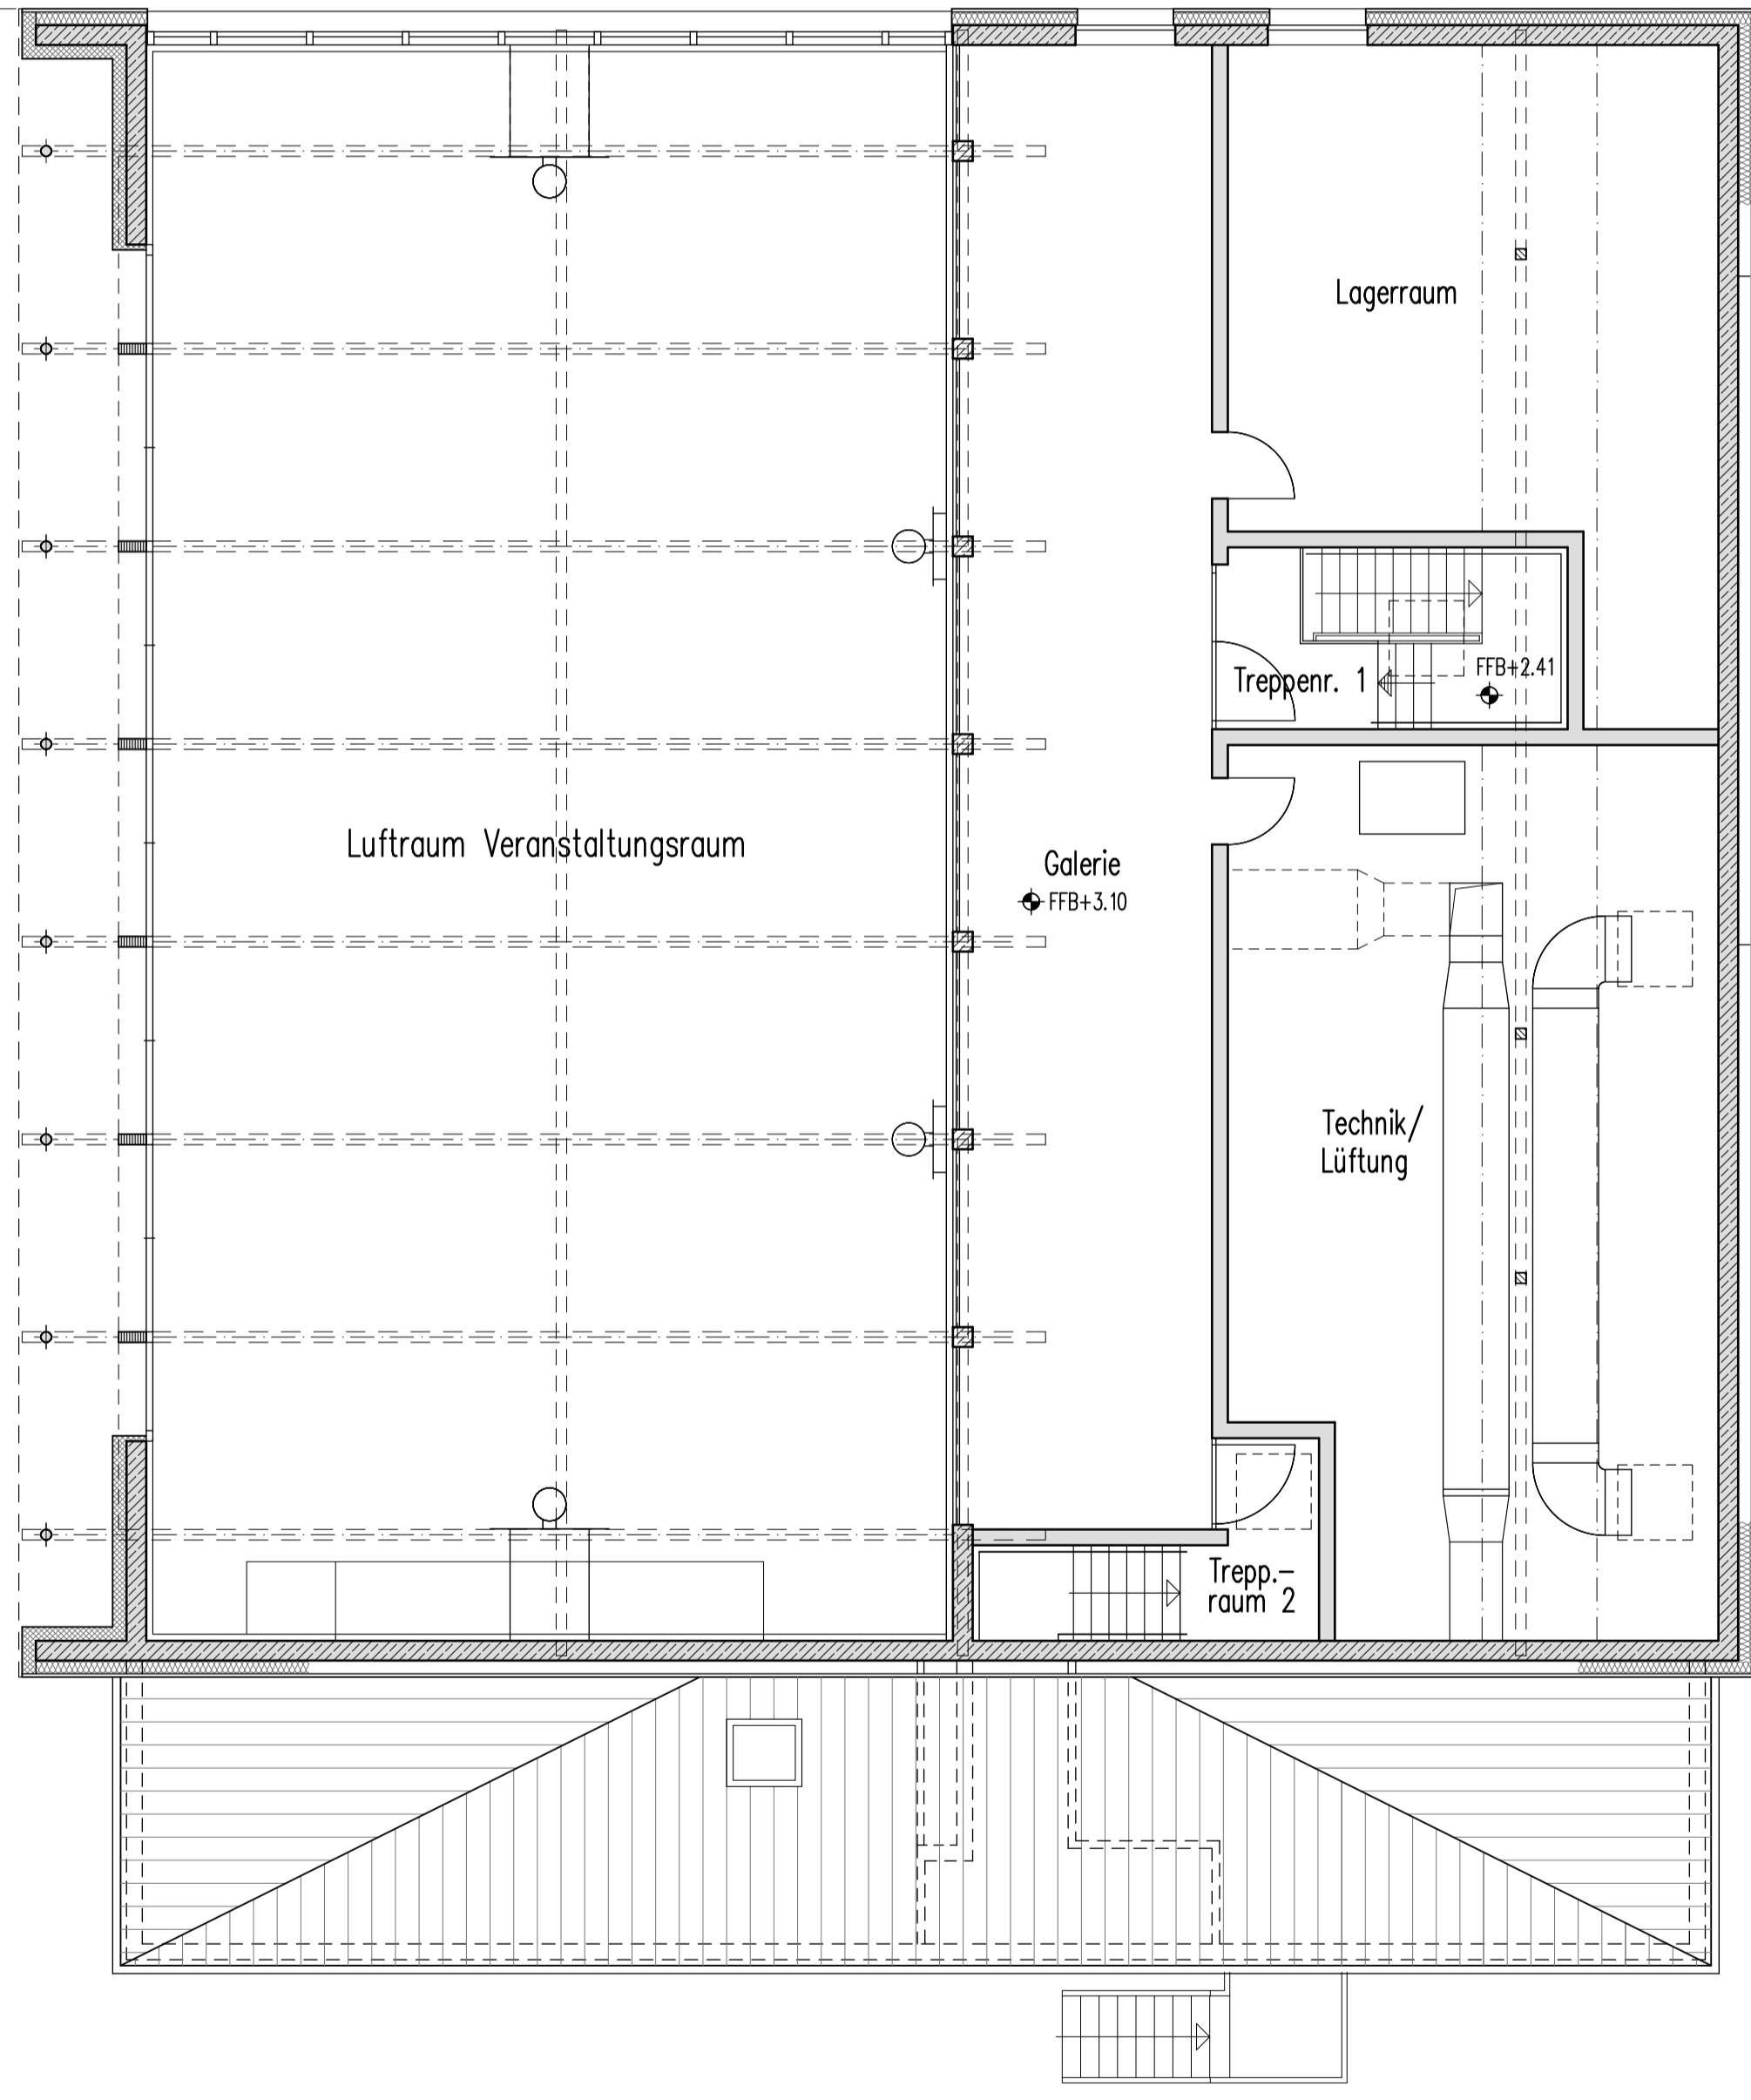 Lagerraum
Treppenr. 1
FFB+2.41
Luftraum Veranstaltungsraum
Galerie
FFB+3.10
Technik/
Lüftung
Trepp.-
raum 2